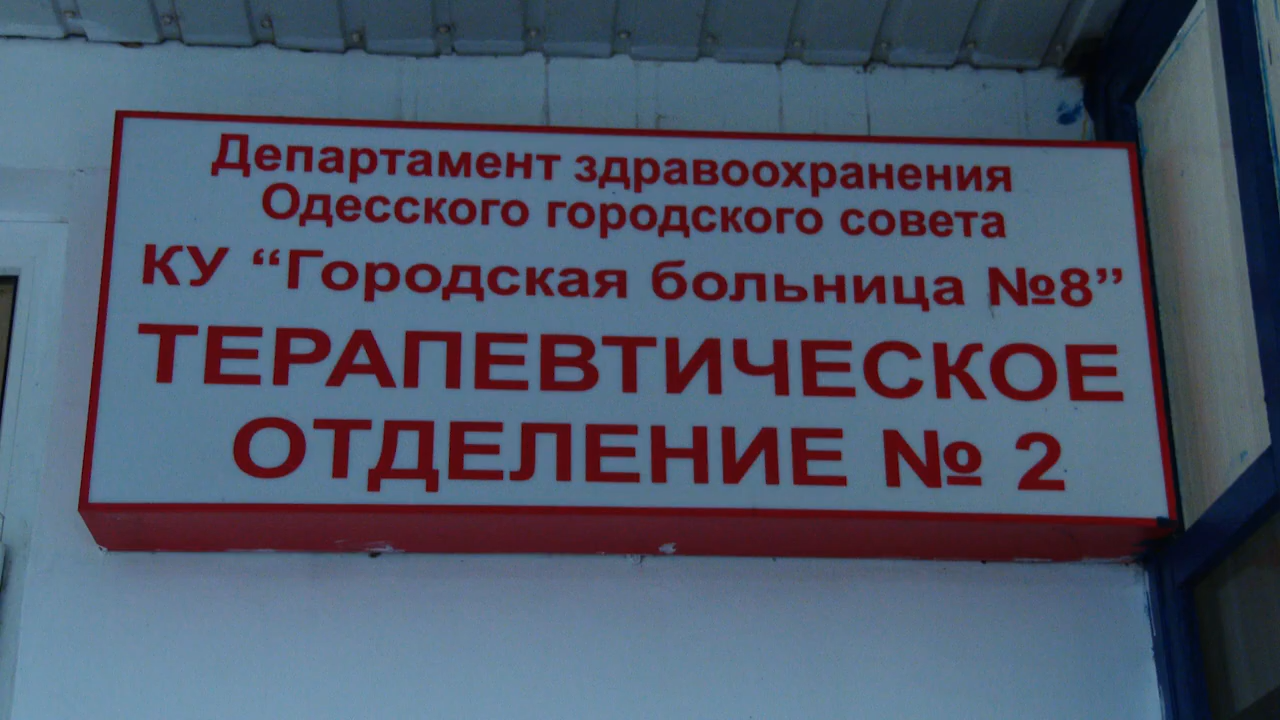 Департамент здравоохранения
Одесского городского совета
КУ “Городская больница №8”
ТЕРАПЕВТИЧЕСКОЕ
ОТДЕЛЕНИЕ № 2